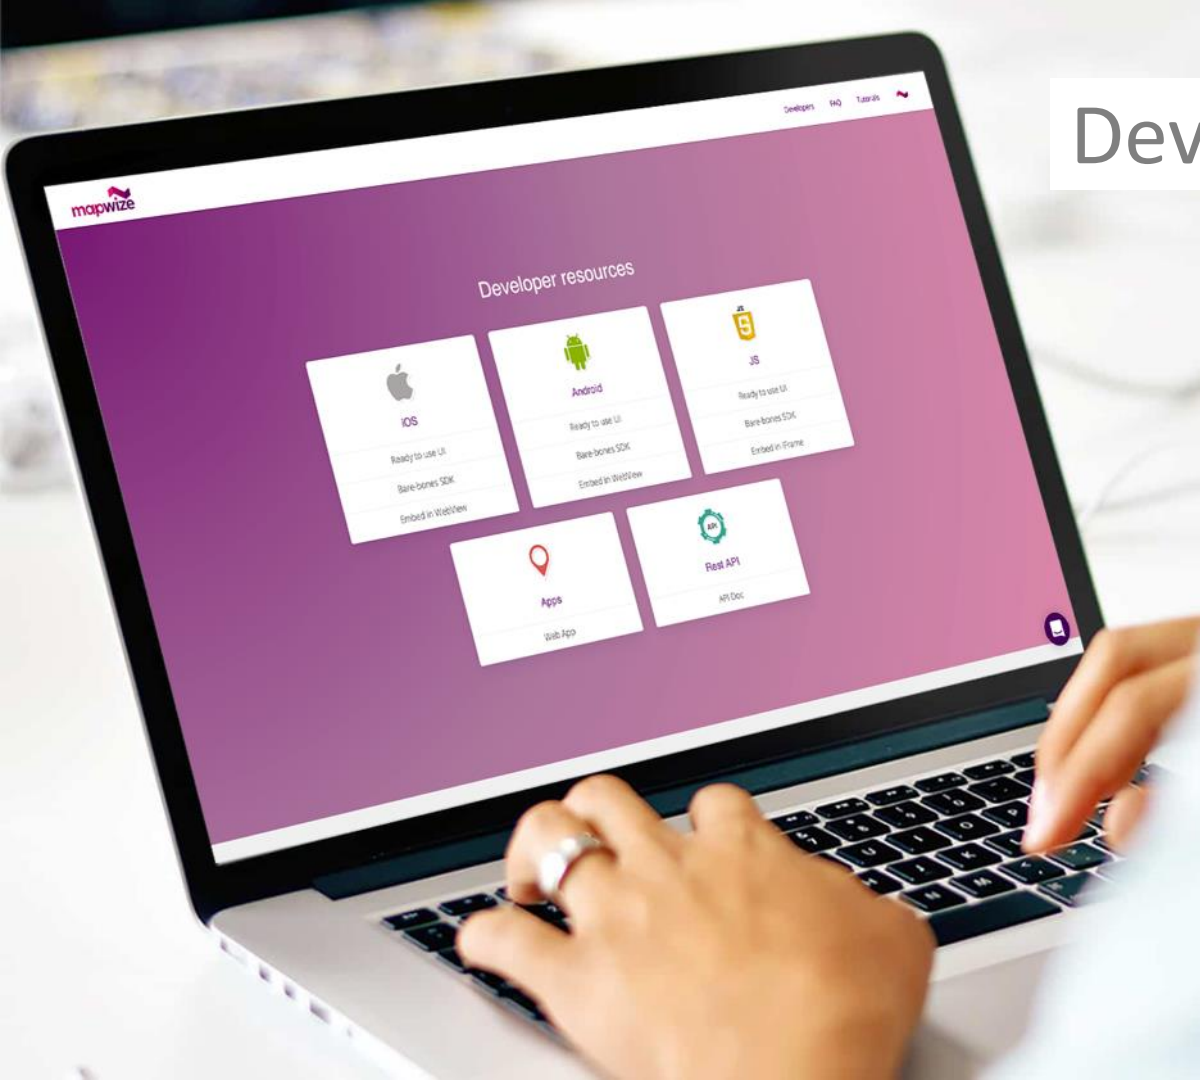 Dev
Developers FAQ Tutorials
mapwize
Developer resources
iOS
Ready to use UI
Bare-bones SDK
Embed in WebView
Android
Ready to use UI
Bare-bones SDK
Embed in WebView
JS
JS
Ready to use UI
Bare-bones SDK
Embed in iFrame
Apps
Web App
API
Rest API
API Doc